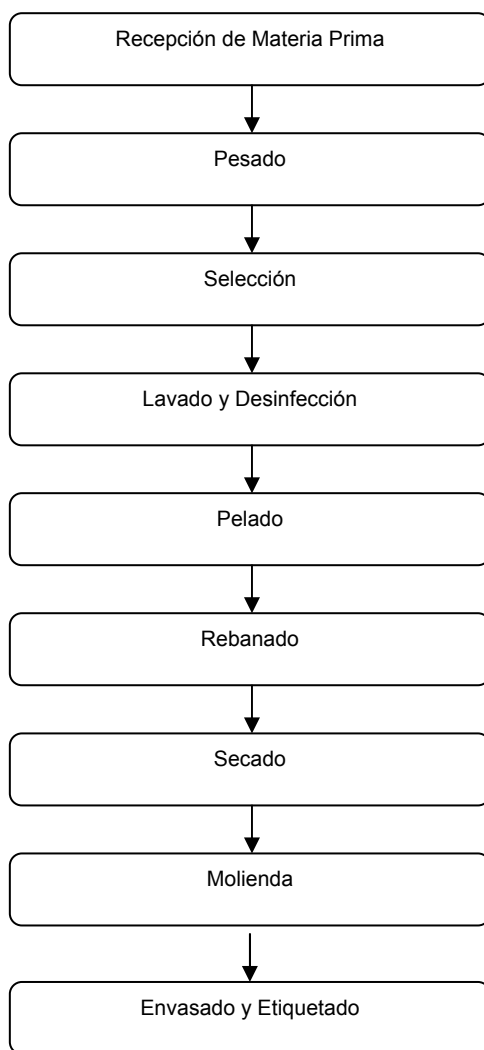 Recepción de Materia Prima
Pesado
Selección
Lavado y Desinfección
Pelado
Rebanado
Secado
Molienda
Envasado y Etiquetado